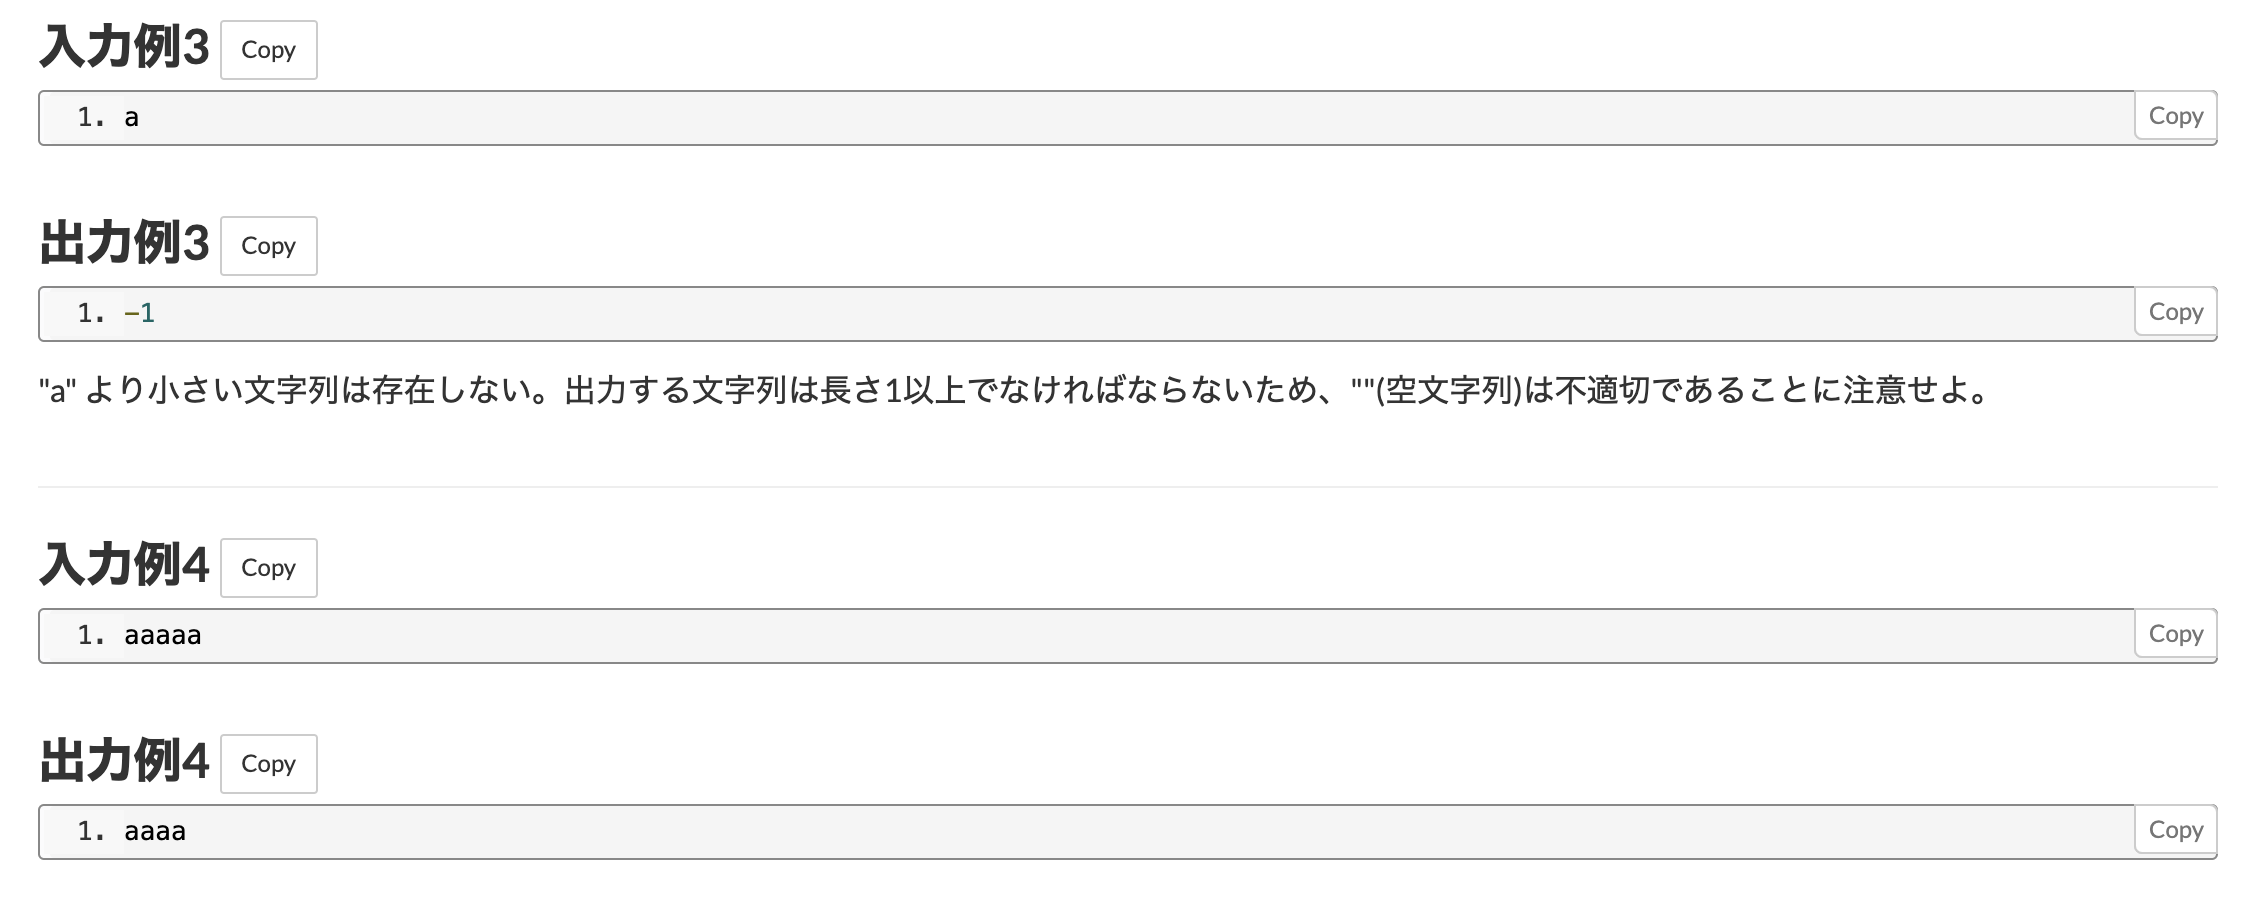 入力例3 Copy
1. a Copy
出力例3 Copy
1. -1 Copy
"a" より小さい文字列は存在しない。出力する文字列は長さ1以上でなければならないため、""(空文字列)は不適切であることに注意せよ。
入力例4 Copy
1. aaaaa Copy
出力例4 Copy
1. aaaa Copy